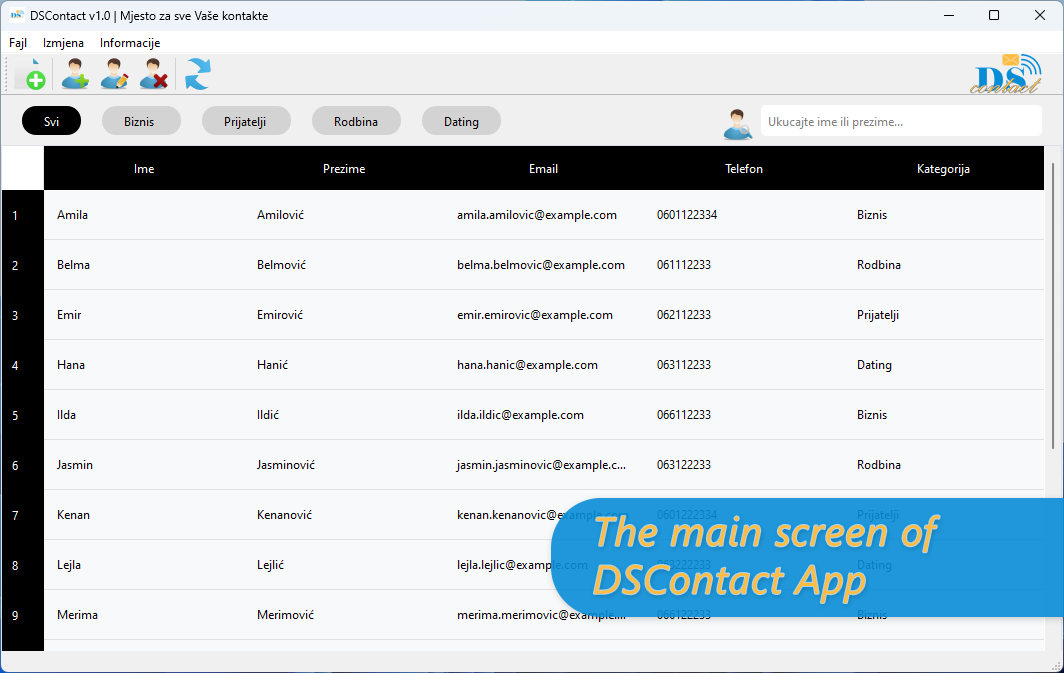 DSContact v1.0 | Mjesto za sve Vaše kontakte
Fajl Izmjena Informacije
DS
contact
Svi Biznis Prijatelji Rodbina Dating Ukucajte ime ili prezime...
Ime Prezime Email Telefon Kategorija
1 Amila Amilović amila.amilovic@example.com 0601122334 Biznis
2 Belma Belmović belma.belmovic@example.com 061112233 Rodbina
3 Emir Emirović emir.emirovic@example.com 062112233 Prijatelji
4 Hana Hanić hana.hanic@example.com 063112233 Dating
5 Ilda Ildić ilda.ildic@example.com 066112233 Biznis
6 Jasmin Jasminović jasmin.jasminovic@example.c... 063122233 Rodbina
7 Kenan Kenanović kenan.kenanovic@example.com 0601222334 Prijatelji
8 Lejla Lejlić lejla.lejlic@example.com 063222233 Dating
9 Merima Merimović merima.merimovic@example.... 066122233 Biznis
The main screen of
DSContact App